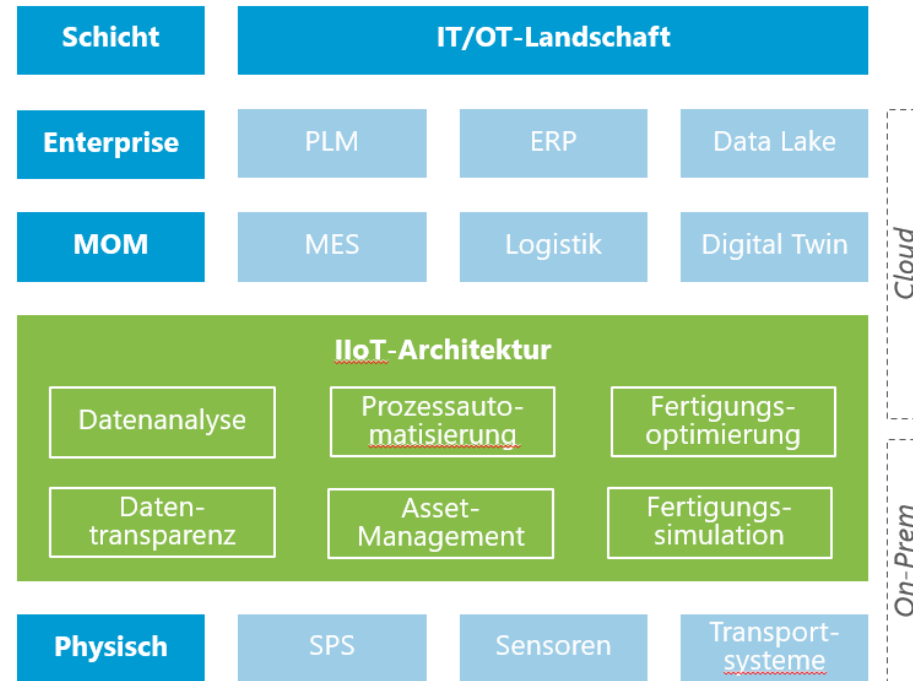 Schicht
IT/OT-Landschaft
Enterprise
PLM
ERP
Data Lake
MOM
MES
Logistik
Digital Twin
Cloud
IIoT-Architektur
Datenanalyse
Prozessauto-
matisierung
Fertigungs-
optimierung
Daten-
transparenz
Asset-
Management
Fertigungs-
simulation
On-Prem
Physisch
SPS
Sensoren
Transport-
systeme